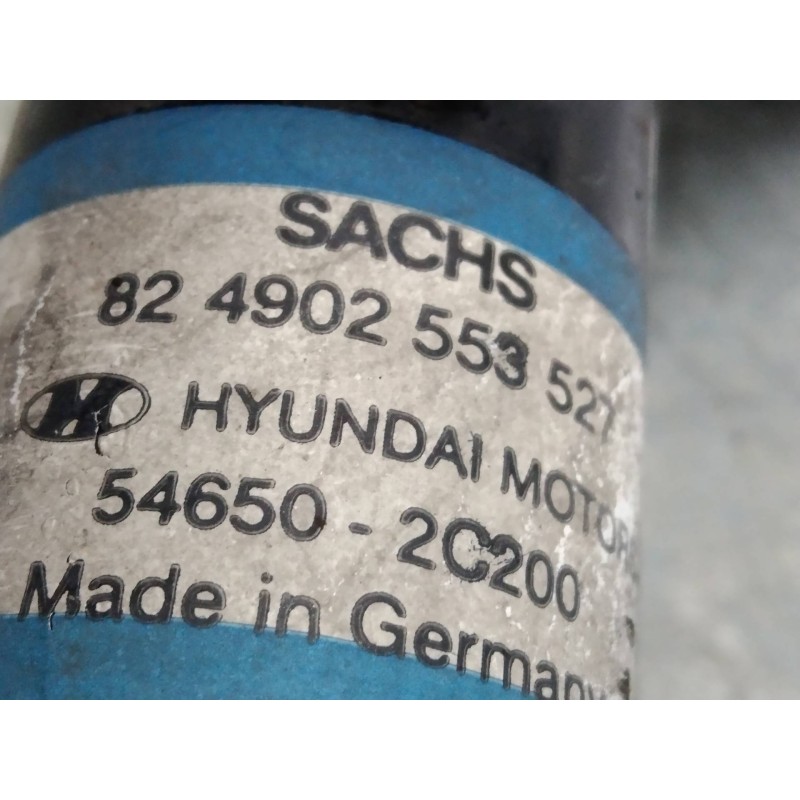 SACHS
82 4902 553 527
HYUNDAI MOTOR
54650 - 2C200
Made in Germany